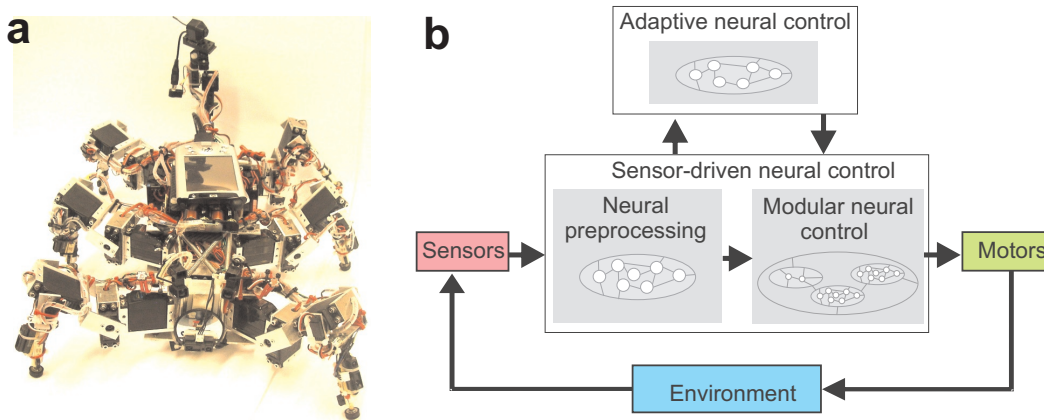 a
b
Adaptive neural control
Sensor-driven neural control
Neural
preprocessing
Modular neural
control
Sensors
Motors
Environment